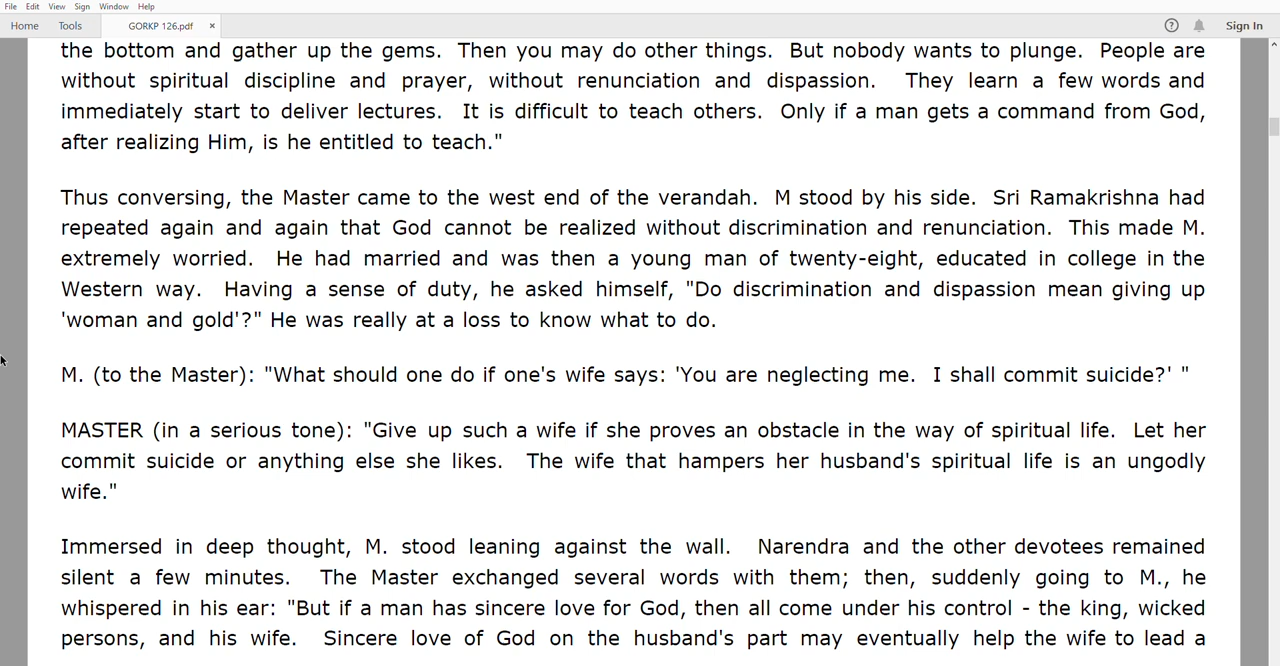 File Edit View Sign Window Help
Home Tools GORKP 126.pdf × ? Sign In
the bottom and gather up the gems. Then you may do other things. But nobody wants to plunge. People are
without spiritual discipline and prayer, without renunciation and dispassion. They learn a few words and
immediately start to deliver lectures. It is difficult to teach others. Only if a man gets a command from God,
after realizing Him, is he entitled to teach."
Thus conversing, the Master came to the west end of the verandah. M stood by his side. Sri Ramakrishna had
repeated again and again that God cannot be realized without discrimination and renunciation. This made M.
extremely worried. He had married and was then a young man of twenty-eight, educated in college in the
Western way. Having a sense of duty, he asked himself, "Do discrimination and dispassion mean giving up
'woman and gold'?" He was really at a loss to know what to do.
M. (to the Master): "What should one do if one's wife says: 'You are neglecting me. I shall commit suicide?' "
MASTER (in a serious tone): "Give up such a wife if she proves an obstacle in the way of spiritual life. Let her
commit suicide or anything else she likes. The wife that hampers her husband's spiritual life is an ungodly
wife."
Immersed in deep thought, M. stood leaning against the wall. Narendra and the other devotees remained
silent a few minutes. The Master exchanged several words with them; then, suddenly going to M., he
whispered in his ear: "But if a man has sincere love for God, then all come under his control - the king, wicked
persons, and his wife. Sincere love of God on the husband's part may eventually help the wife to lead a